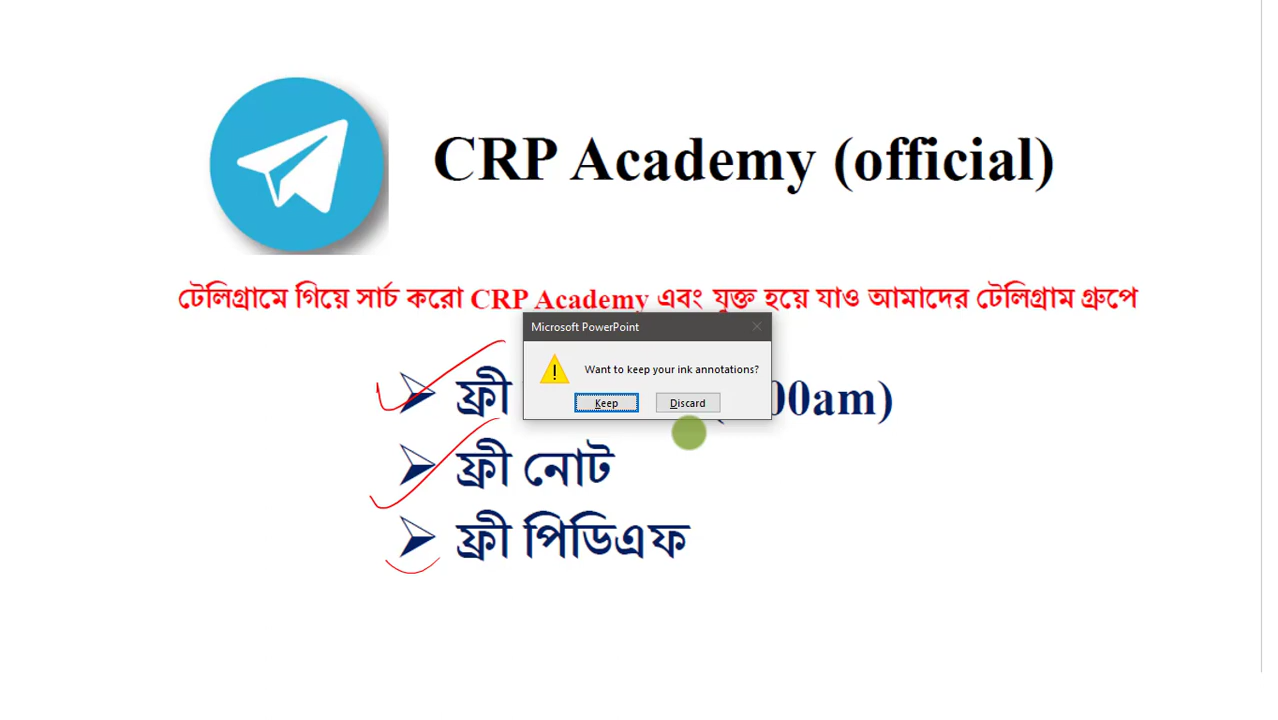 CRP Academy (official)
টেলিগ্রামে গিয়ে সার্চ করো CRP Academy এবং যুক্ত হয়ে যাও আমাদের টেলিগ্রাম গ্রুপে
Microsoft PowerPoint
Want to keep your ink annotations?
Keep Discard
ফ্রী 00am)
ফ্রী নোট
ফ্রী পিডিএফ